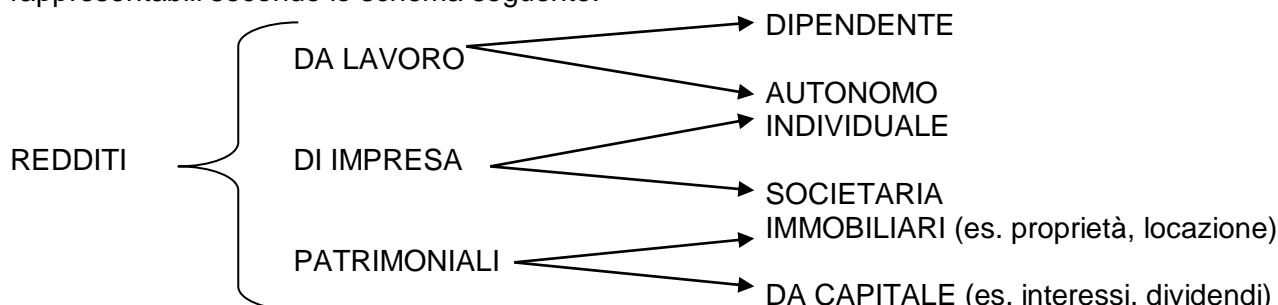 rappresentabili secondo lo schema seguente:
DIPENDENTE
DA LAVORO
AUTONOMO
INDIVIDUALE
REDDITI
DI IMPRESA
SOCIETARIA
IMMOBILIARI (es. proprietà, locazione)
PATRIMONIALI
DA CAPITALE (es. interessi, dividendi)